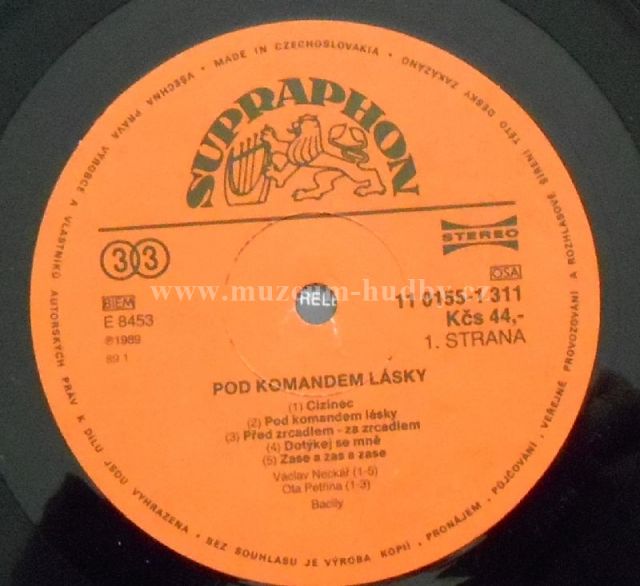 VŠECHNA PRÁVA VÝROBCE A VLASTNÍKŮ AUTORSKÝCH PRÁV K DÍLU JSOU VYHRAZENA • BEZ SOUHLASU JE VÝROBA KOPIÍ, PRONÁJEM, PŮJČOVÁNÍ, VEŘEJNÉ PROVOZOVÁNÍ A ROZHLASOVÉ ŠÍŘENÍ TÉTO DESKY ZAKÁZÁNO • MADE IN CZECHOSLOVAKIA •
SUPRAPHON
STEREO
33
OSA
www.muzeum-hudby.cz
BIEM
RELE
11 0155-1 311
E 8453
Kčs 44,-
℗1989
1. STRANA
89 1
POD KOMANDEM LÁSKY
(1) Cizinec
(2) Pod komandem lásky
(3) Před zrcadlem - za zrcadlem
(4) Dotýkej se mně
(5) Zase a zas a zase
Václav Neckář (1-5)
Ota Petřina (1-3)
Bacily